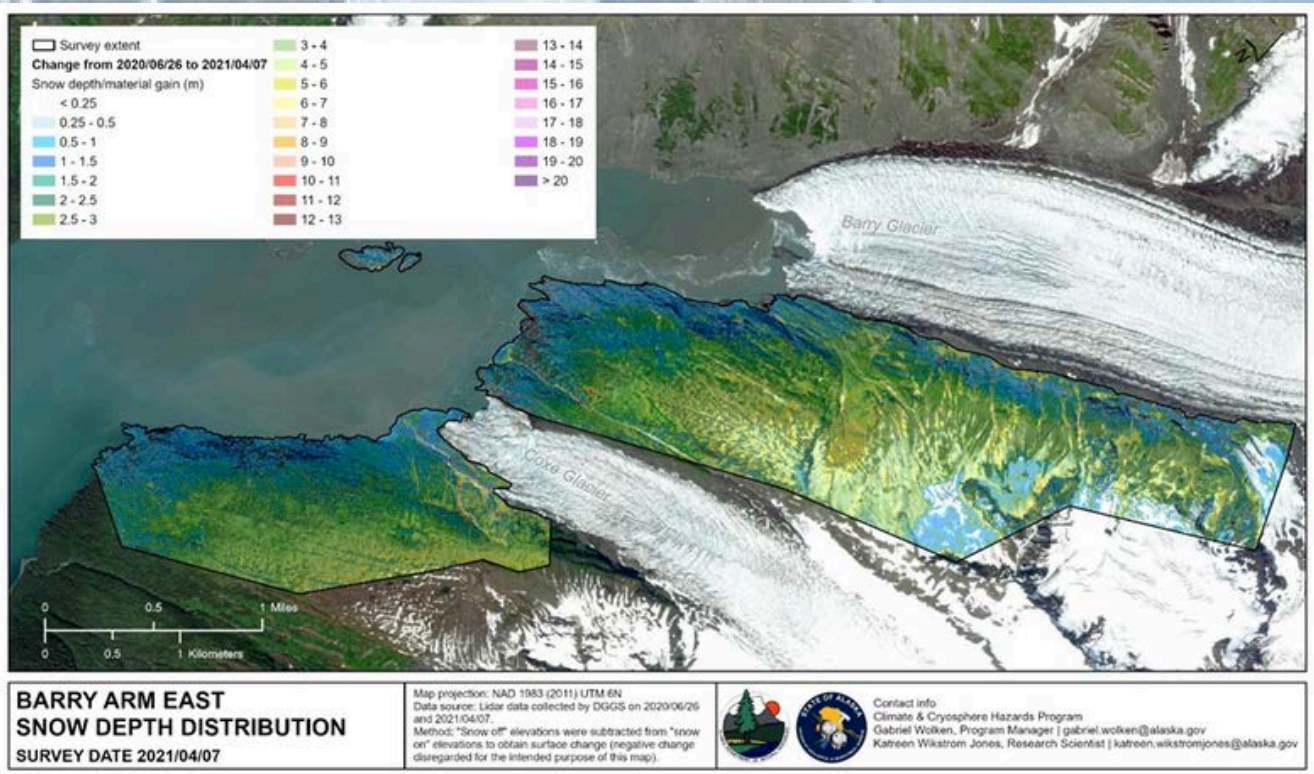 Survey extent
Change from 2020/06/26 to 2021/04/07
Snow depth/material gain (m)
< 0.25
0.25 - 0.5
0.5 - 1
1 - 1.5
1.5 - 2
2 - 2.5
2.5 - 3
3 - 4
4 - 5
5 - 6
6 - 7
7 - 8
8 - 9
9 - 10
10 - 11
11 - 12
12 - 13
13 - 14
14 - 15
15 - 16
16 - 17
17 - 18
18 - 19
19 - 20
> 20
N
Barry Glacier
Coxe Glacier
0 0.5 1 Miles
0 0.5 1 Kilometers
BARRY ARM EAST
SNOW DEPTH DISTRIBUTION
SURVEY DATE 2021/04/07
Map projection: NAD 1983 (2011) UTM 6N
Data source: Lidar data collected by DGGS on 2020/06/26
and 2021/04/07.
Method: "Snow off" elevations were subtracted from "snow
on" elevations to obtain surface change (negative change
disregarded for the intended purpose of this map).
STATE OF ALASKA
Contact info
Climate & Cryosphere Hazards Program
Gabriel Wolken, Program Manager | gabriel.wolken@alaska.gov
Katreen Wikstrom Jones, Research Scientist | katreen.wikstromjones@alaska.gov